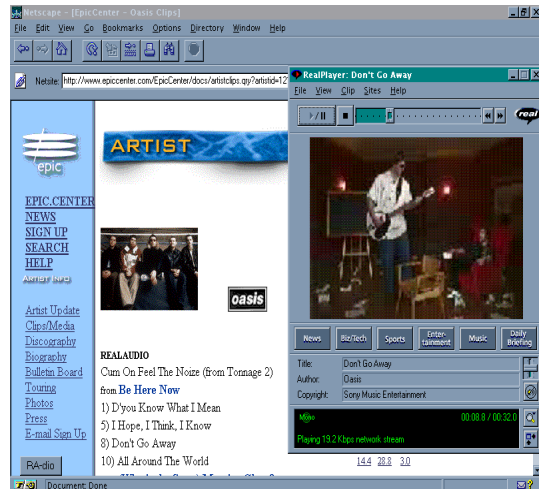 Netscape - [EpicCenter - Oasis Clips]
File Edit View Go Bookmarks Options Directory Window Help
Netsite: http://www.epiccenter.com/EpicCenter/docs/artistclips.qry?artistid=12
epic
EPIC.CENTER
NEWS
SIGN UP
SEARCH
HELP
ARTIST INFO
Artist Update
Clips/Media
Discography
Biography
Bulletin Board
Touring
Photos
Press
E-mail Sign Up
RA-dio
ARTIST
oasis
REALAUDIO
Cum On Feel The Noize (from Tonnage 2)
from Be Here Now
1) D'you Know What I Mean
5) I Hope, I Think, I Know
8) Don't Go Away
10) All Around The World
14.4 28.8 3.0
RealPlayer: Don't Go Away
File View Clip Sites Help
real
News Biz/Tech Sports Enter-tainment Music Daily Briefing
Title: Don't Go Away
Author: Oasis
Copyright: Sony Music Entertainment
Mono 00:08.8 / 00:32.0
Playing 19.2 Kbps network stream
Document: Done